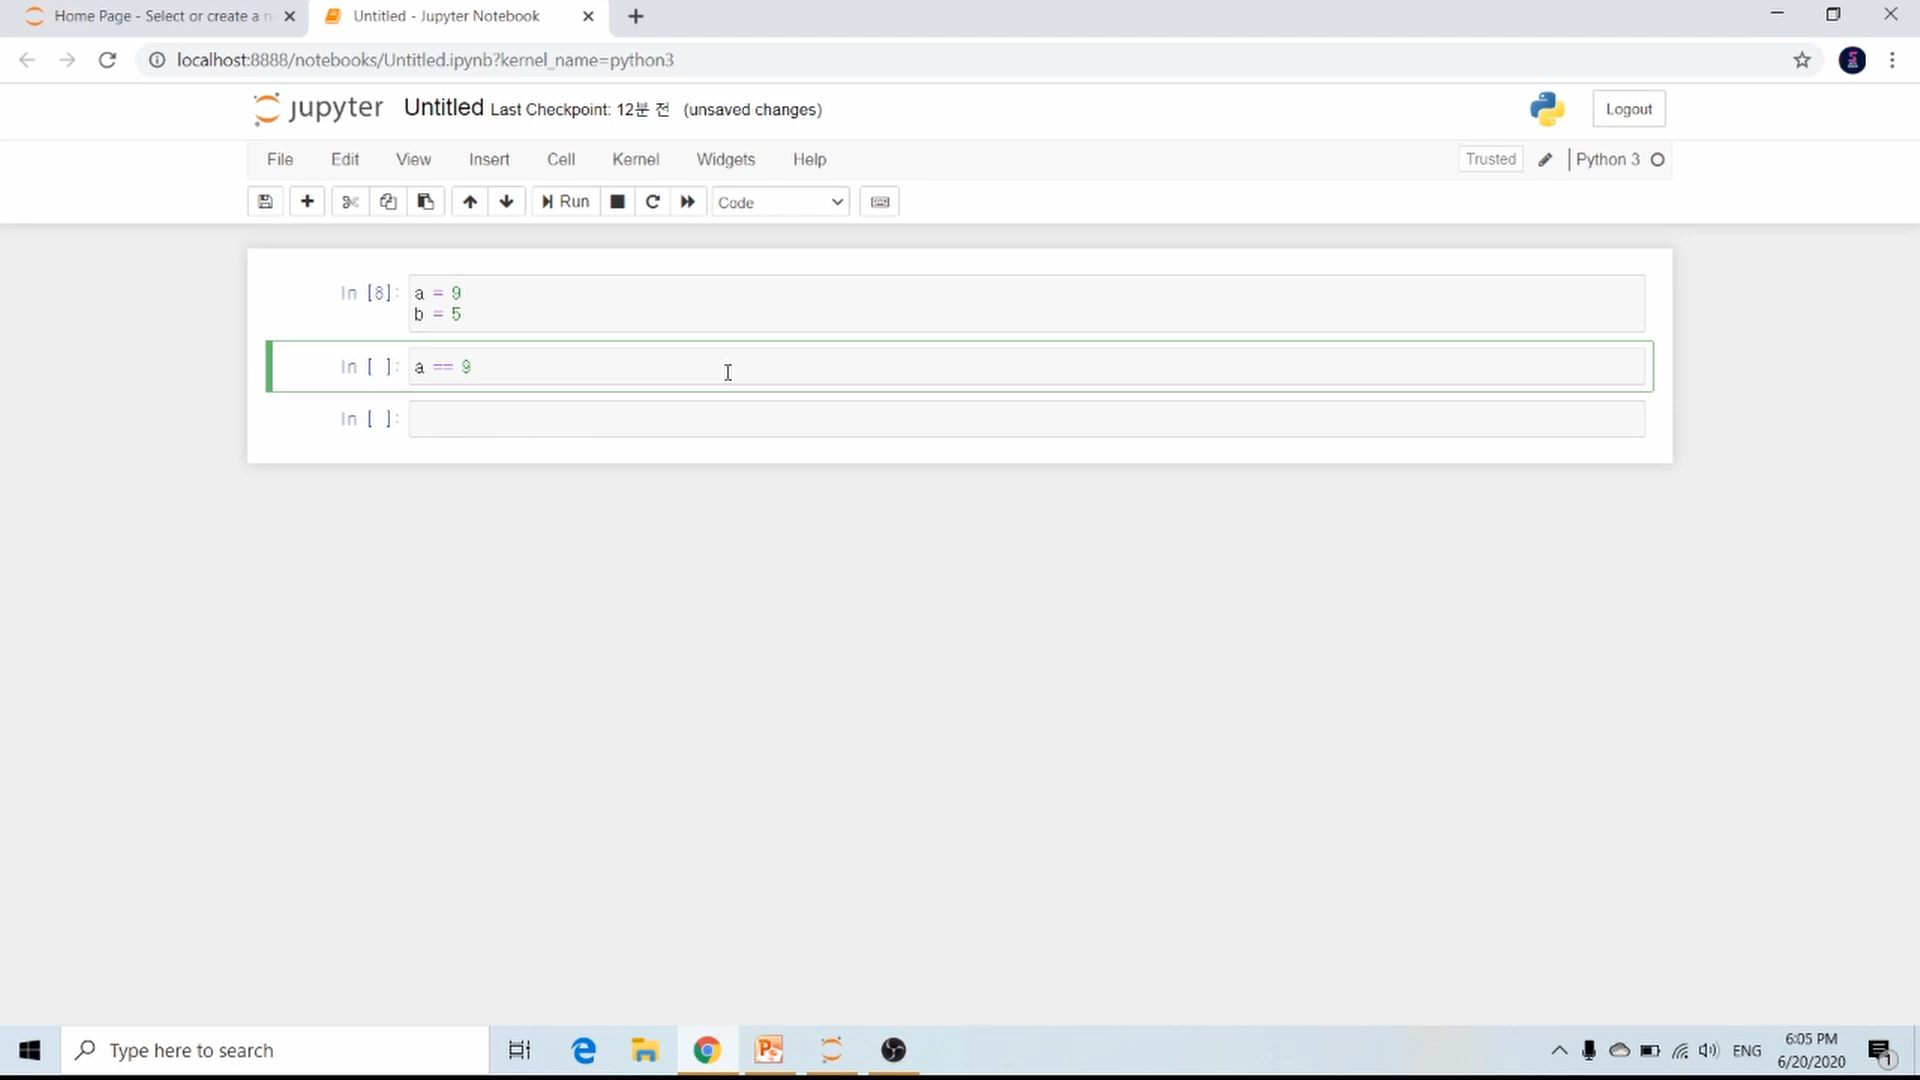 Home Page - Select or create a n
Untitled - Jupyter Notebook
localhost:8888/notebooks/Untitled.ipynb?kernel_name=python3
jupyter Untitled Last Checkpoint: 12분 전 (unsaved changes)
Logout
File Edit View Insert Cell Kernel Widgets Help
Trusted Python 3
Run Code
In [8]: a = 9
b = 5
In [ ]: a == 9
In [ ]:
Type here to search
ENG
6:05 PM
6/20/2020
1